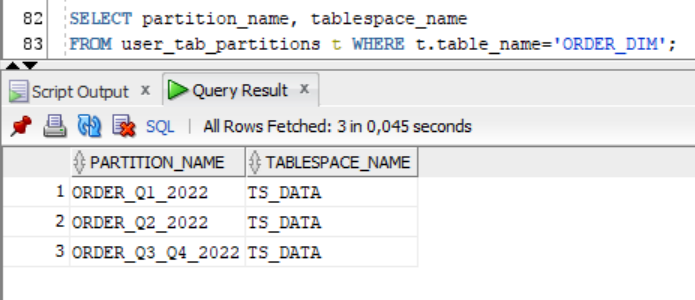 82 SELECT partition_name, tablespace_name
83 FROM user_tab_partitions t WHERE t.table_name='ORDER_DIM';
Script Output x Query Result x
SQL | All Rows Fetched: 3 in 0,045 seconds
PARTITION_NAME TABLESPACE_NAME
1 ORDER_Q1_2022 TS_DATA
2 ORDER_Q2_2022 TS_DATA
3 ORDER_Q3_Q4_2022 TS_DATA